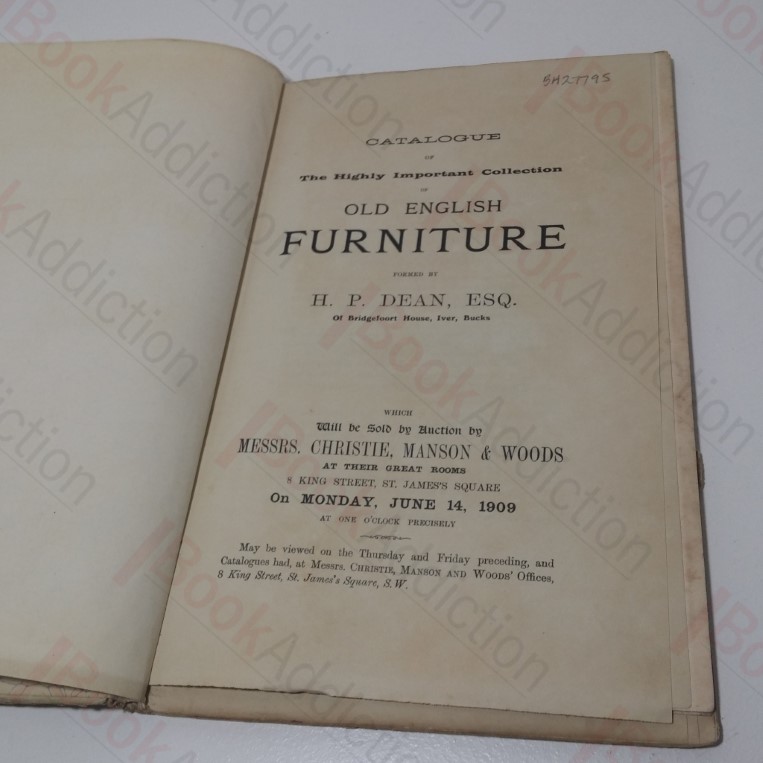 BH27795
CATALOGUE
OF
The Highly Important Collection
OF
OLD ENGLISH
FURNITURE
FORMED BY
H. P. DEAN, ESQ.
Of Bridgefoort House, Iver, Bucks
WHICH
Will be Sold by Auction by
MESSRS. CHRISTIE, MANSON & WOODS
AT THEIR GREAT ROOMS
8 KING STREET, ST. JAMES'S SQUARE
On MONDAY, JUNE 14, 1909
AT ONE O'CLOCK PRECISELY
May be viewed on the Thursday and Friday preceding, and
Catalogues had, at Messrs. CHRISTIE, MANSON AND WOODS' Offices,
8 King Street, St. James's Square, S.W.
BookAddiction